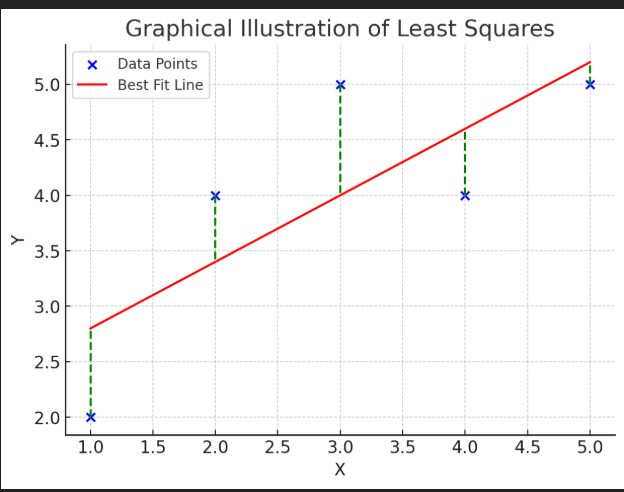 Graphical Illustration of Least Squares
Data Points
Best Fit Line
5.0
4.5
4.0
3.5
3.0
2.5
2.0
Y
1.0 1.5 2.0 2.5 3.0 3.5 4.0 4.5 5.0
X